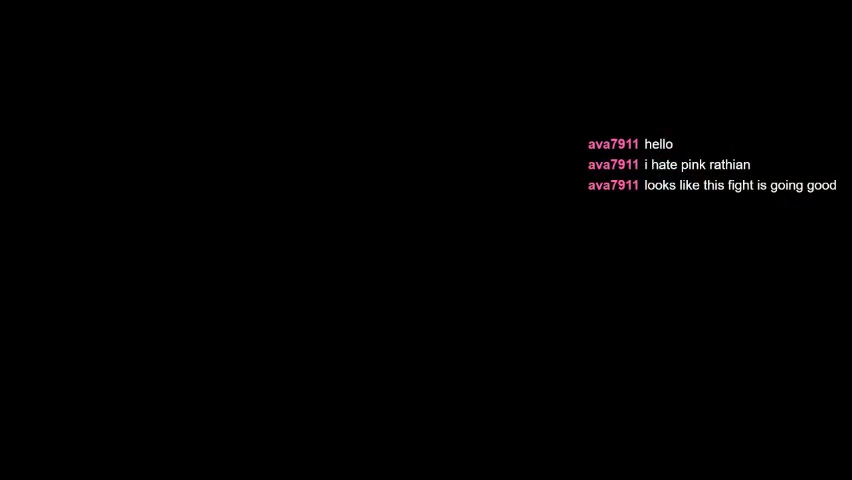 ava7911 hello
ava7911 i hate pink rathian
ava7911 looks like this fight is going good